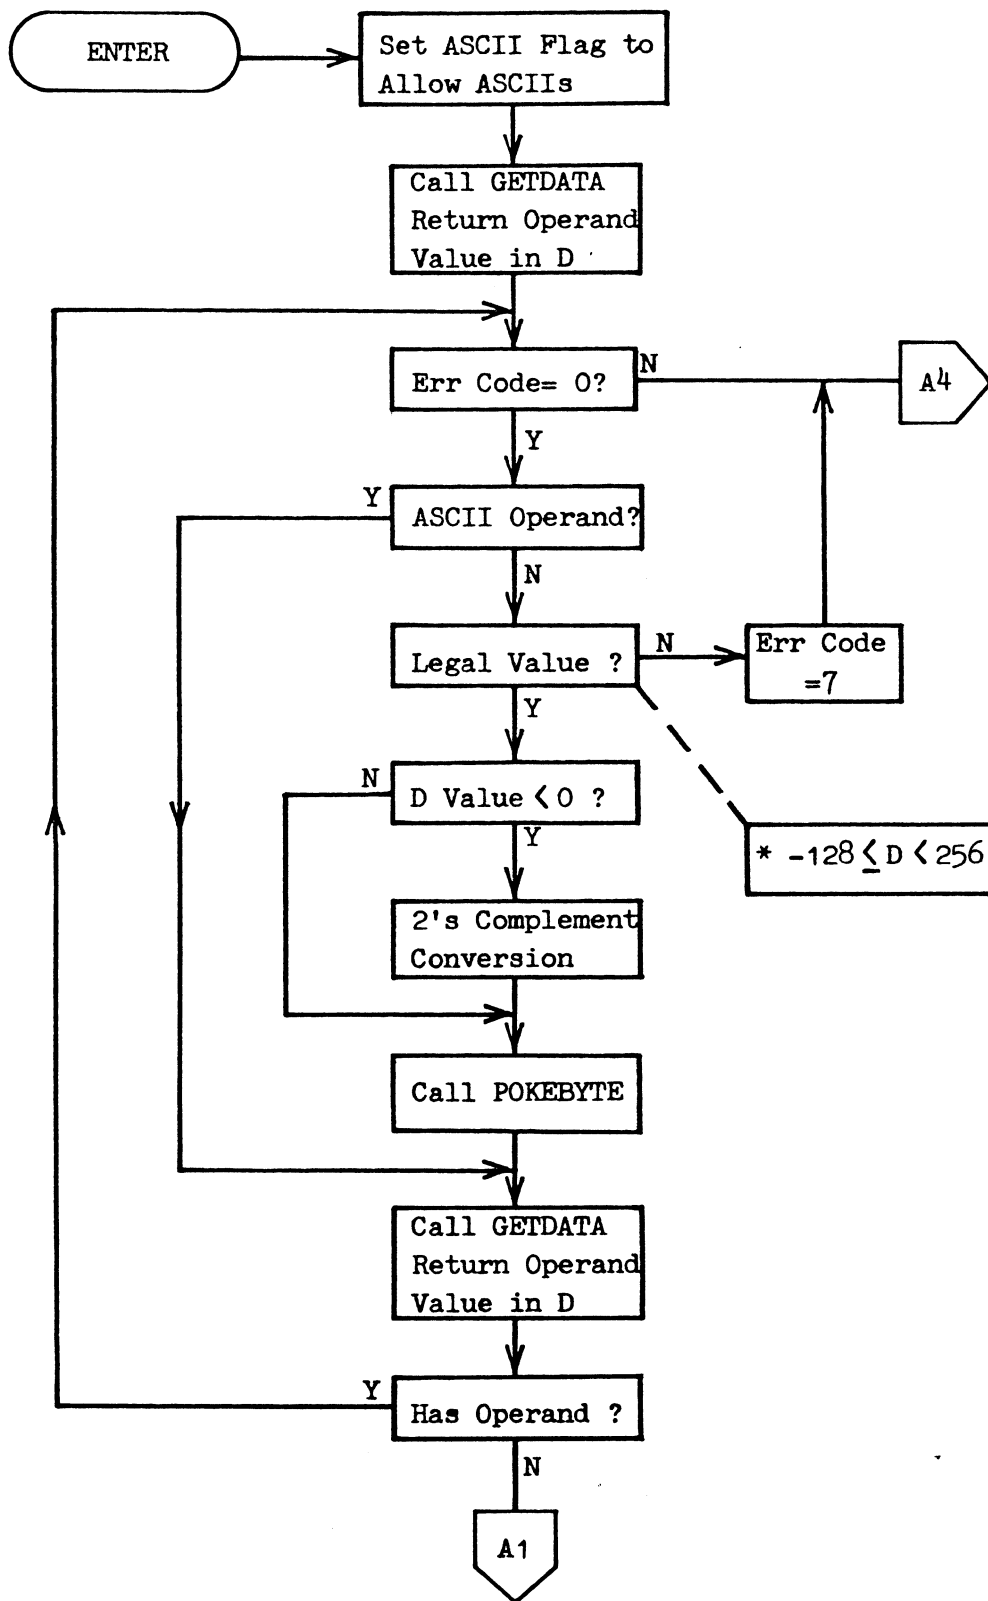 ENTER
Set ASCII Flag to
Allow ASCIIs
Call GETDATA
Return Operand
Value in D
Err Code= 0?
N
A4
Y
Y
ASCII Operand?
N
Legal Value ?
N
Err Code
=7
Y
N
D Value < 0 ?
Y
* -128 ≤ D < 256
2's Complement
Conversion
Call POKEBYTE
Call GETDATA
Return Operand
Value in D
Y
Has Operand ?
N
A1